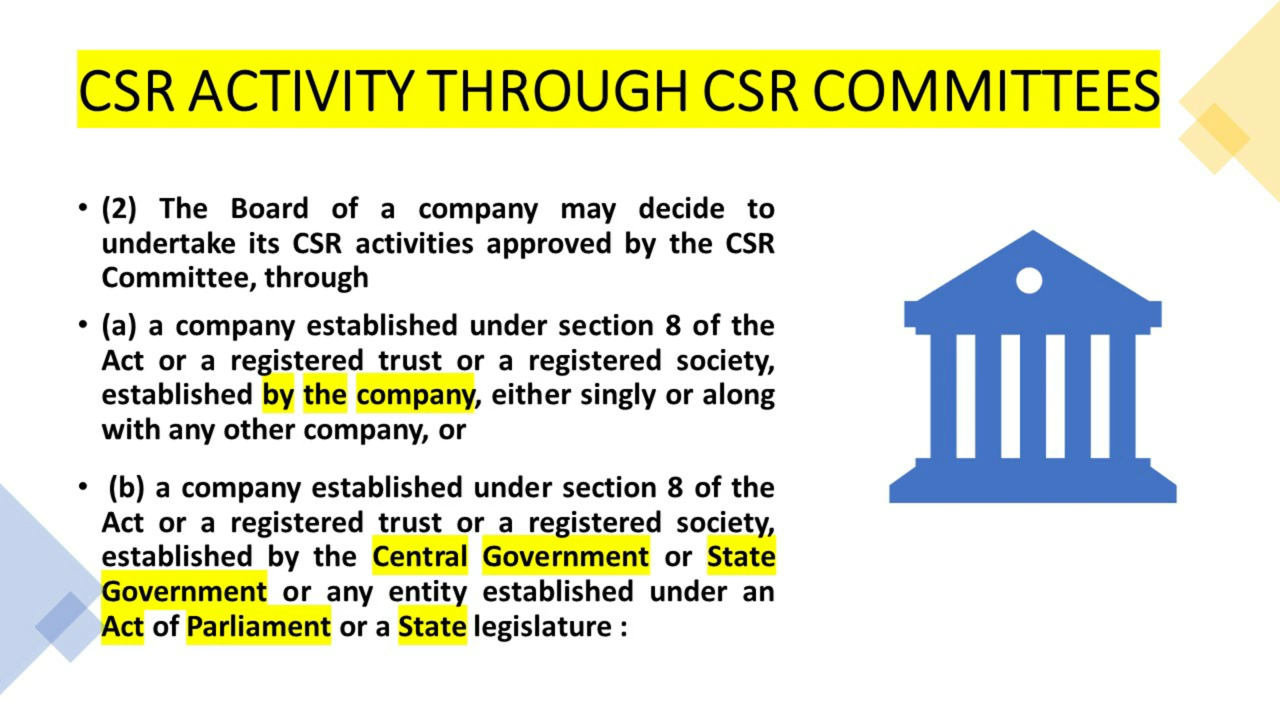 CSR ACTIVITY THROUGH CSR COMMITTEES
• (2) The Board of a company may decide to
undertake its CSR activities approved by the CSR
Committee, through
• (a) a company established under section 8 of the
Act or a registered trust or a registered society,
established by the company, either singly or along
with any other company, or
• (b) a company established under section 8 of the
Act or a registered trust or a registered society,
established by the Central Government or State
Government or any entity established under an
Act of Parliament or a State legislature :